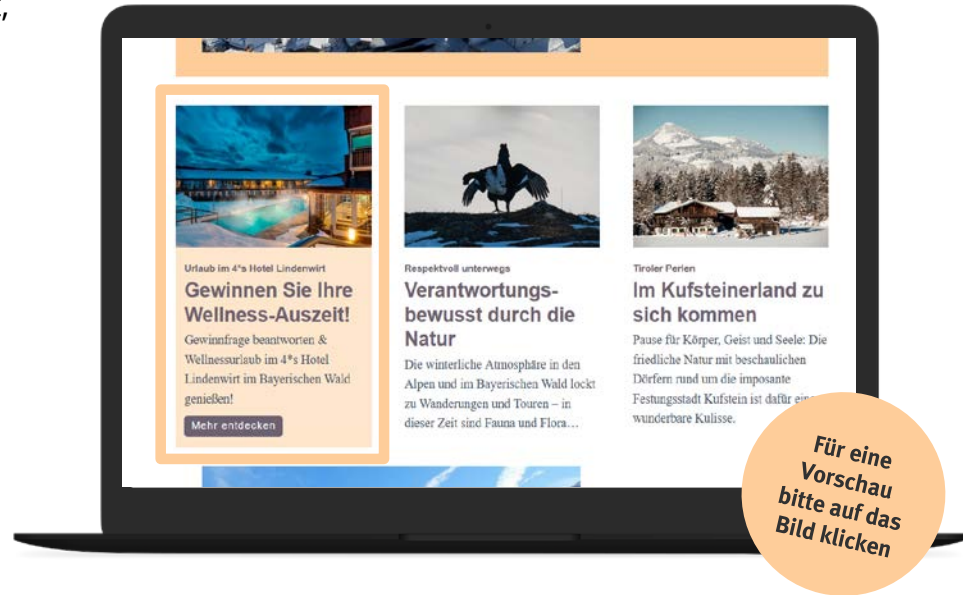 Urlaub im 4*s Hotel Lindenwirt
Gewinnen Sie Ihre
Wellness-Auszeit!
Gewinnfrage beantworten &
Wellnessurlaub im 4*s Hotel
Lindenwirt im Bayerischen Wald
genießen!
Mehr entdecken
Respektvoll unterwegs
Verantwortungs-
bewusst durch die
Natur
Die winterliche Atmosphäre in den
Alpen und im Bayerischen Wald lockt
zu Wanderungen und Touren – in
dieser Zeit sind Fauna und Flora…
Tiroler Perlen
Im Kufsteinerland zu
sich kommen
Pause für Körper, Geist und Seele: Die
friedliche Natur mit beschaulichen
Dörfern rund um die imposante
Festungsstadt Kufstein ist dafür
wunderbare Kulisse.
Für eine
Vorschau
bitte auf das
Bild klicken